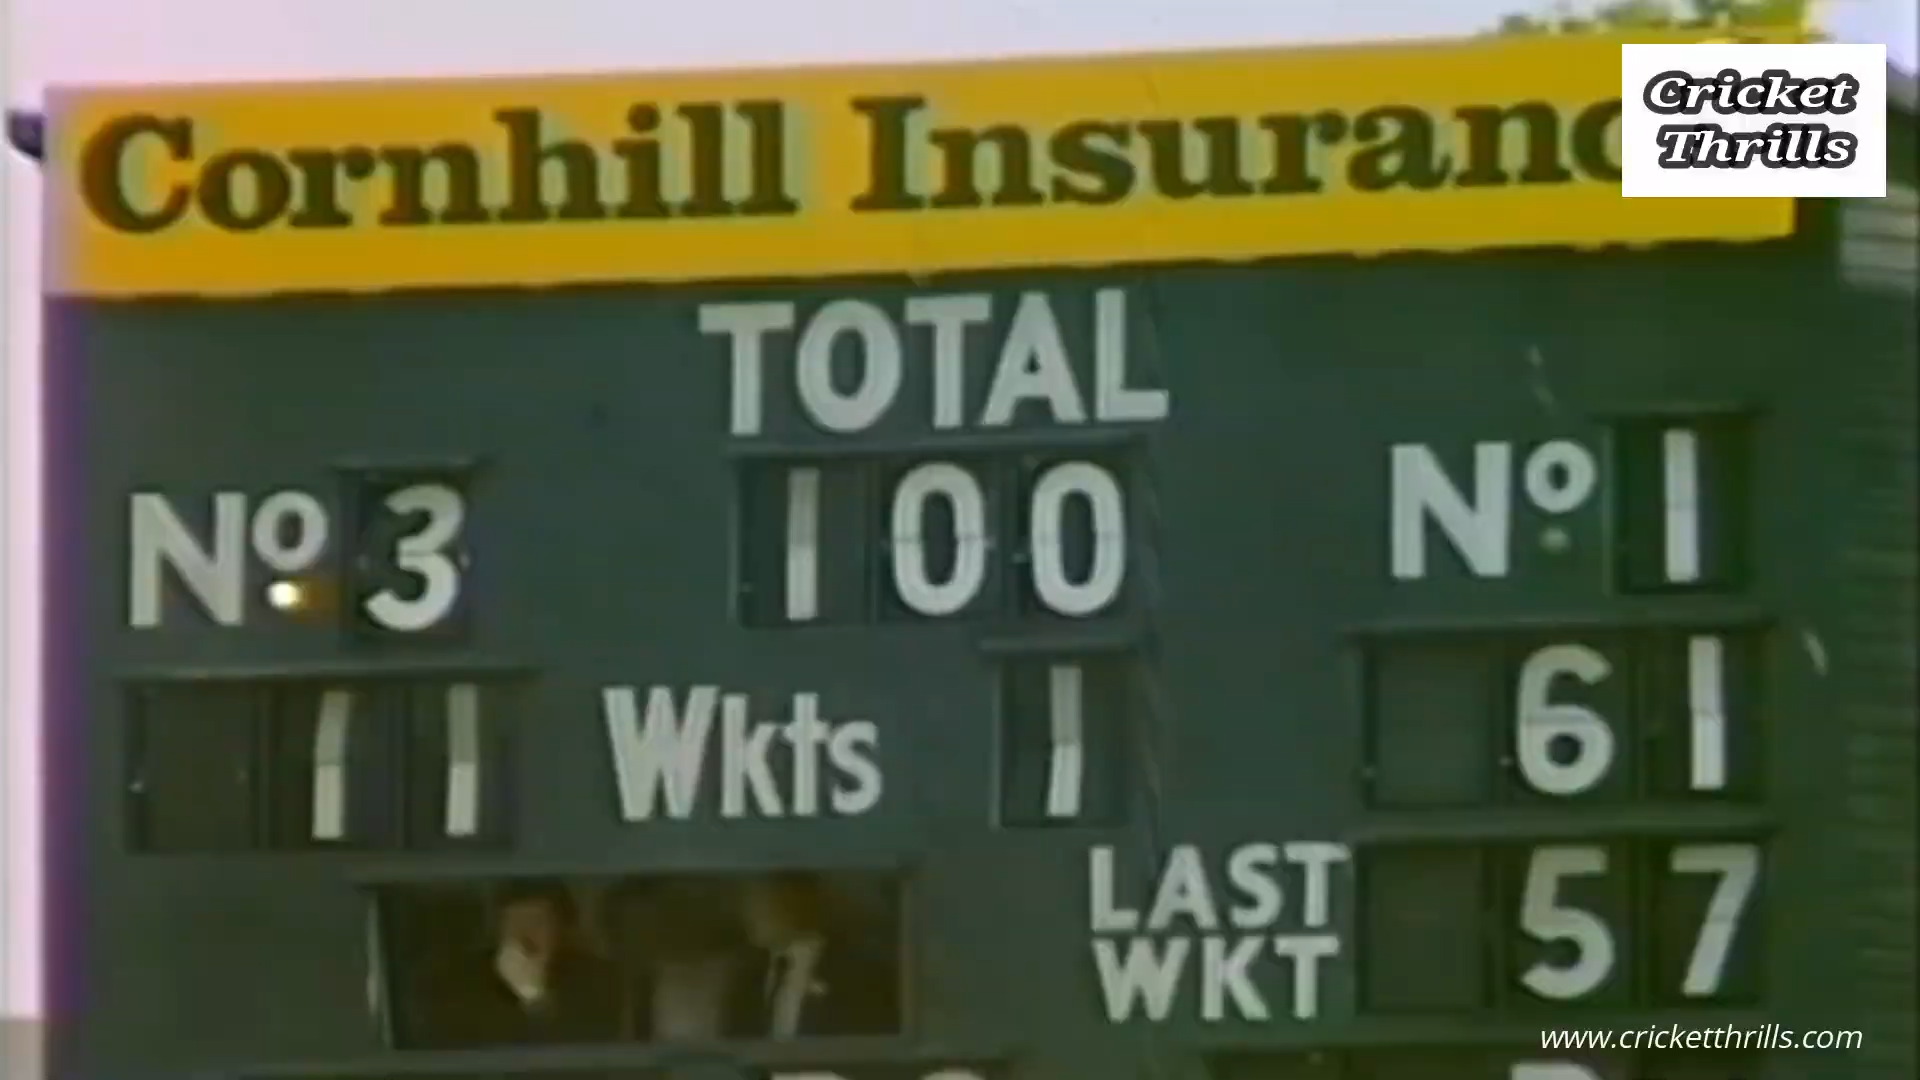 Cornhill Insuranc
Cricket
Thrills
TOTAL
Nº 3 100 Nº 1
11 Wkts 1 61
LAST
WKT 57
www.cricketthrills.com